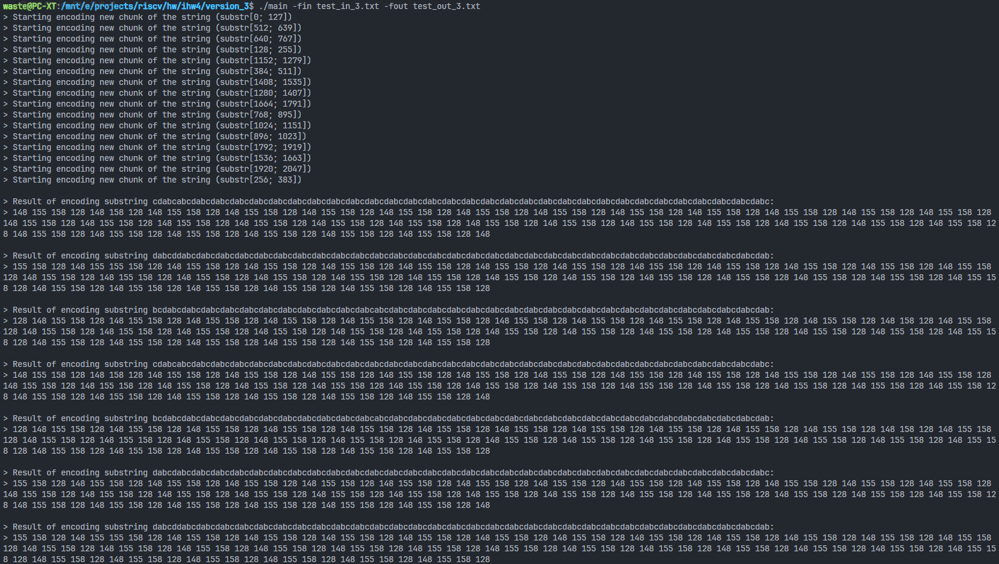 waste@PC-XT:/mnt/e/projects/riscv/hw/ihw4/version_3$ ./main -fin test_in_3.txt -fout test_out_3.txt
> Starting encoding new chunk of the string (substr[0; 127])
> Starting encoding new chunk of the string (substr[512; 639])
> Starting encoding new chunk of the string (substr[640; 767])
> Starting encoding new chunk of the string (substr[128; 255])
> Starting encoding new chunk of the string (substr[1152; 1279])
> Starting encoding new chunk of the string (substr[384; 511])
> Starting encoding new chunk of the string (substr[1408; 1535])
> Starting encoding new chunk of the string (substr[1280; 1407])
> Starting encoding new chunk of the string (substr[1664; 1791])
> Starting encoding new chunk of the string (substr[768; 895])
> Starting encoding new chunk of the string (substr[1024; 1151])
> Starting encoding new chunk of the string (substr[896; 1023])
> Starting encoding new chunk of the string (substr[1792; 1919])
> Starting encoding new chunk of the string (substr[1536; 1663])
> Starting encoding new chunk of the string (substr[1920; 2047])
> Starting encoding new chunk of the string (substr[256; 383])
> Result of encoding substring cdabcabcdabcdabcdabcdabcdabcdabcdabcdabcdabcdabcdabcdabcdabcdabcdabcdabcdabcdabcdabcdabcdabcdabcdabcdabcdabcdabcdabcdabcdabcdabc:
> 148 155 158 128 148 158 128 148 155 158 128 148 155 158 128 148 155 158 128 148 155 158 128 148 155 158 128 148 155 158 128 148 155 158 128 148 155 158 128 148 155 158 128 148 155 158 128 148 155 158 128
148 155 158 128 148 155 158 128 148 155 158 128 148 155 158 128 148 155 158 128 148 155 158 128 148 155 158 128 148 155 158 128 148 155 158 128 148 155 158 128 148 155 158 128 148 155 158 128 148 155 158 12
8 148 155 158 128 148 155 158 128 148 155 158 128 148 155 158 128 148 155 158 128 148 155 158 128 148
> Result of encoding substring dabcddabcdabcdabcdabcdabcdabcdabcdabcdabcdabcdabcdabcdabcdabcdabcdabcdabcdabcdabcdabcdabcdabcdabcdabcdabcdabcdabcdabcdabcdabcdab:
> 155 158 128 148 155 155 158 128 148 155 158 128 148 155 158 128 148 155 158 128 148 155 158 128 148 155 158 128 148 155 158 128 148 155 158 128 148 155 158 128 148 155 158 128 148 155 158 128 148 155 158
128 148 155 158 128 148 155 158 128 148 155 158 128 148 155 158 128 148 155 158 128 148 155 158 128 148 155 158 128 148 155 158 128 148 155 158 128 148 155 158 128 148 155 158 128 148 155 158 128 148 155 15
8 128 148 155 158 128 148 155 158 128 148 155 158 128 148 155 158 128 148 155 158 128 148 155 158 128
> Result of encoding substring bcdabcdabcdabcdabcdabcdabcdabcdabcdabcdabcdabcabcdabcdabcdabcdabcdabcdabcdabcdabcdabcdabcdabcdabcdabcdabcdabcdabcdabcdabcdabcdab:
> 128 148 155 158 128 148 155 158 128 148 155 158 128 148 155 158 128 148 155 158 128 148 155 158 128 148 155 158 128 148 155 158 128 148 155 158 128 148 155 158 128 148 155 158 128 148 158 128 148 155 158
128 148 155 158 128 148 155 158 128 148 155 158 128 148 155 158 128 148 155 158 128 148 155 158 128 148 155 158 128 148 155 158 128 148 155 158 128 148 155 158 128 148 155 158 128 148 155 158 128 148 155 15
8 128 148 155 158 128 148 155 158 128 148 155 158 128 148 155 158 128 148 155 158 128 148 155 158 128
> Result of encoding substring cdabcabcdabcdabcdabcdabcdabcdabcdabcdabcdabcdabcdabcdabcdabcdabcdabcdabcdabcdabcdabcdabcdabcdabcdabcdabcdabcdabcdabcdabcdabcdabc:
> 148 155 158 128 148 158 128 148 155 158 128 148 155 158 128 148 155 158 128 148 155 158 128 148 155 158 128 148 155 158 128 148 155 158 128 148 155 158 128 148 155 158 128 148 155 158 128 148 155 158 128
148 155 158 128 148 155 158 128 148 155 158 128 148 155 158 128 148 155 158 128 148 155 158 128 148 155 158 128 148 155 158 128 148 155 158 128 148 155 158 128 148 155 158 128 148 155 158 128 148 155 158 12
8 148 155 158 128 148 155 158 128 148 155 158 128 148 155 158 128 148 155 158 128 148 155 158 128 148
> Result of encoding substring bcdabcdabcdabcdabcdabcdabcdabcdabcdabcdabcdabcabcdabcdabcdabcdabcdabcdabcdabcdabcdabcdabcdabcdabcdabcdabcdabcdabcdabcdabcdabcdab:
> 128 148 155 158 128 148 155 158 128 148 155 158 128 148 155 158 128 148 155 158 128 148 155 158 128 148 155 158 128 148 155 158 128 148 155 158 128 148 155 158 128 148 155 158 128 148 158 128 148 155 158
128 148 155 158 128 148 155 158 128 148 155 158 128 148 155 158 128 148 155 158 128 148 155 158 128 148 155 158 128 148 155 158 128 148 155 158 128 148 155 158 128 148 155 158 128 148 155 158 128 148 155 15
8 128 148 155 158 128 148 155 158 128 148 155 158 128 148 155 158 128 148 155 158 128 148 155 158 128
> Result of encoding substring dabcdabcdabcdabcdabcdabcdabcdabcdabcdabcdabcdabcdabcdabcdabcdabcdabcdabcdabcdabcdabcdabcdabcdabcdabcdabcdabcdabcdabcdabcdabcdabc:
> 155 158 128 148 155 158 128 148 155 158 128 148 155 158 128 148 155 158 128 148 155 158 128 148 155 158 128 148 155 158 128 148 155 158 128 148 155 158 128 148 155 158 128 148 155 158 128 148 155 158 128
148 155 158 128 148 155 158 128 148 155 158 128 148 155 158 128 148 155 158 128 148 155 158 128 148 155 158 128 148 155 158 128 148 155 158 128 148 155 158 128 148 155 158 128 148 155 158 128 148 155 158 12
8 148 155 158 128 148 155 158 128 148 155 158 128 148 155 158 128 148 155 158 128 148 155 158 128 148
> Result of encoding substring dabcddabcdabcdabcdabcdabcdabcdabcdabcdabcdabcdabcdabcdabcdabcdabcdabcdabcdabcdabcdabcdabcdabcdabcdabcdabcdabcdabcdabcdabcdabcdab:
> 155 158 128 148 155 155 158 128 148 155 158 128 148 155 158 128 148 155 158 128 148 155 158 128 148 155 158 128 148 155 158 128 148 155 158 128 148 155 158 128 148 155 158 128 148 155 158 128 148 155 158
128 148 155 158 128 148 155 158 128 148 155 158 128 148 155 158 128 148 155 158 128 148 155 158 128 148 155 158 128 148 155 158 128 148 155 158 128 148 155 158 128 148 155 158 128 148 155 158 128 148 155 15
8 128 148 155 158 128 148 155 158 128 148 155 158 128 148 155 158 128 148 155 158 128 148 155 158 128